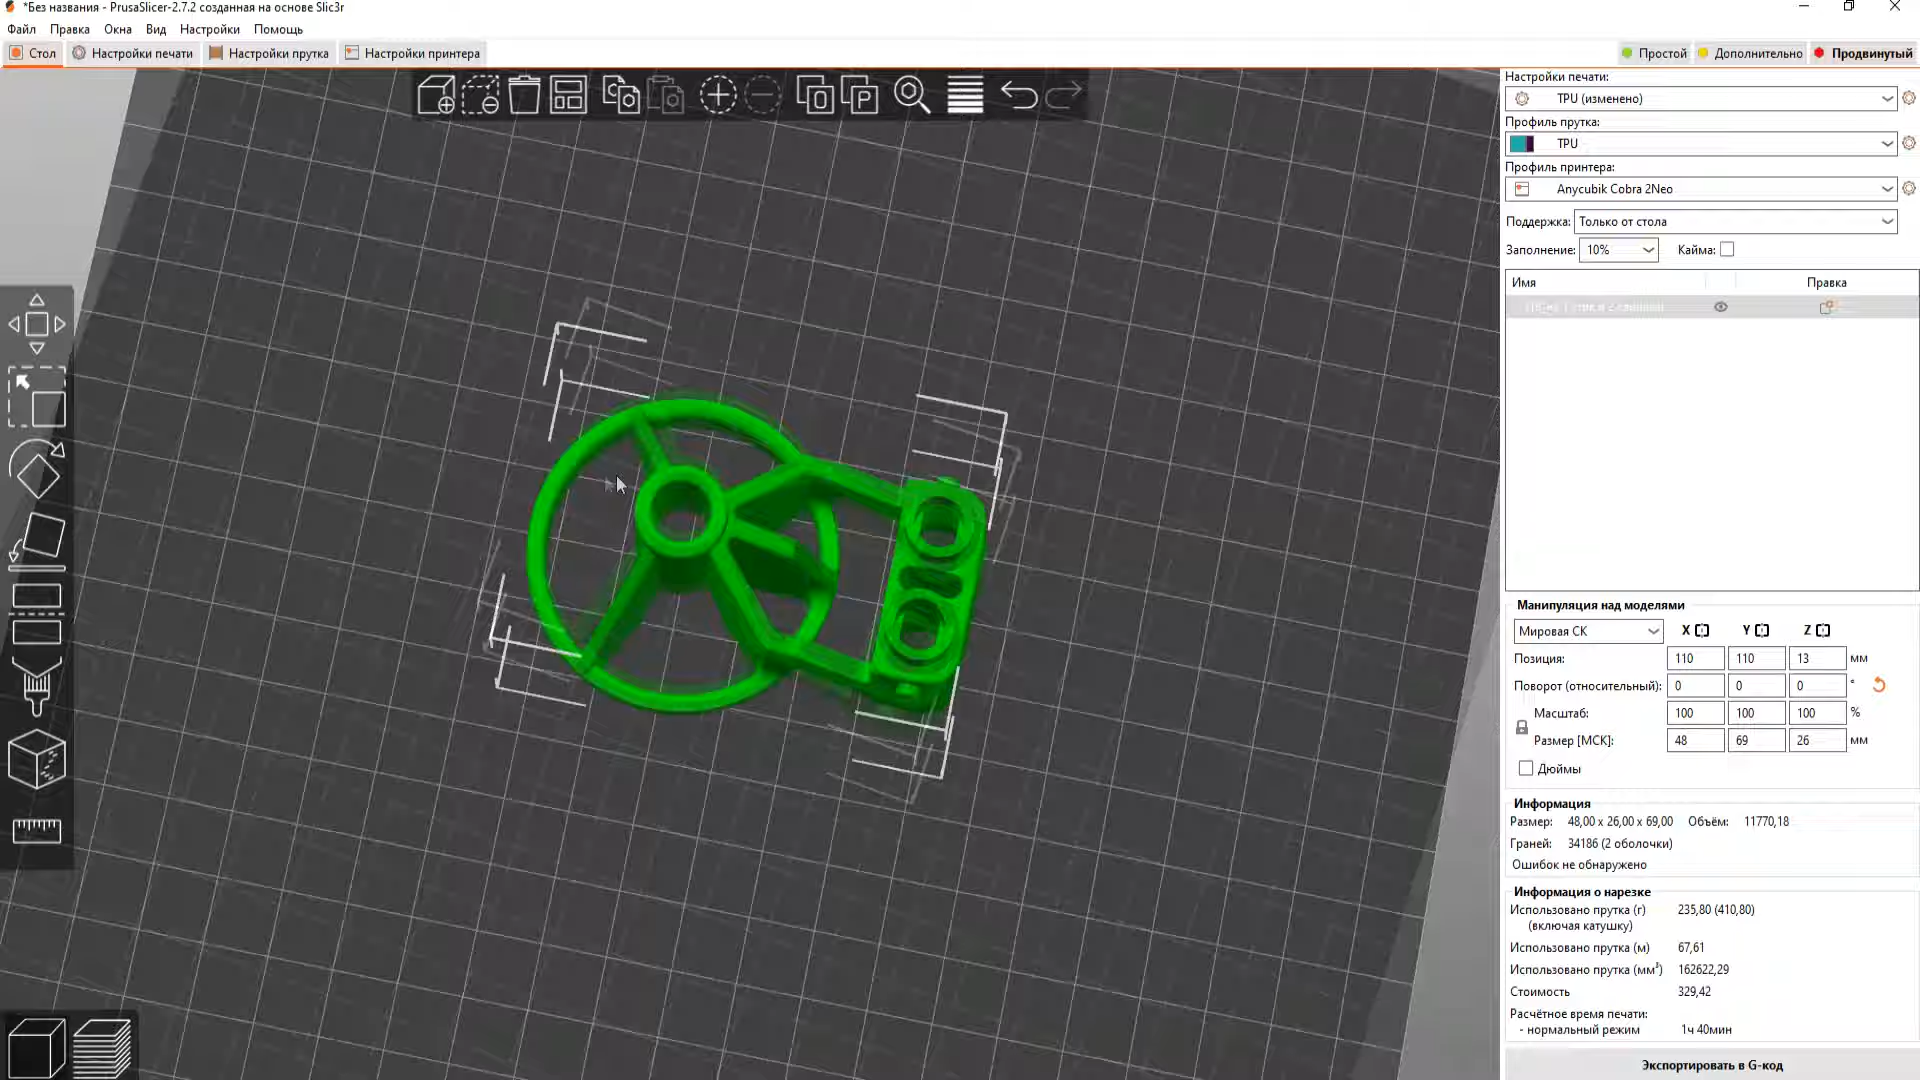 *Без названия - PrusaSlicer-2.7.2 созданная на основе Slic3r
Файл Правка Окна Вид Настройки Помощь
Стол Настройки печати Настройки прутка Настройки принтера
Простой Дополнительно Продвинутый
Настройки печати:
TPU (изменено)
Профиль прутка:
TPU
Профиль принтера:
Anycubik Cobra 2Neo
Поддержка: Только от стола
Заполнение: 10% Кайма:
Имя Правка
Манипуляция над моделями
Мировая СК X Y Z
Позиция: 110 110 13 мм
Поворот (относительный): 0 0 0 °
Масштаб: 100 100 100 %
Размер [МСК]: 48 69 26 мм
Дюймы
Информация
Размер: 48,00 x 26,00 x 69,00 Объём: 11770,18
Граней: 34186 (2 оболочки)
Ошибок не обнаружено
Информация о нарезке
Использовано прутка (г) 235,80 (410,80)
(включая катушку)
Использовано прутка (м) 67,61
Использовано прутка (мм³) 162622,29
Стоимость 329,42
Расчётное время печати:
- нормальный режим 1ч 40мин
Экспортировать в G-код